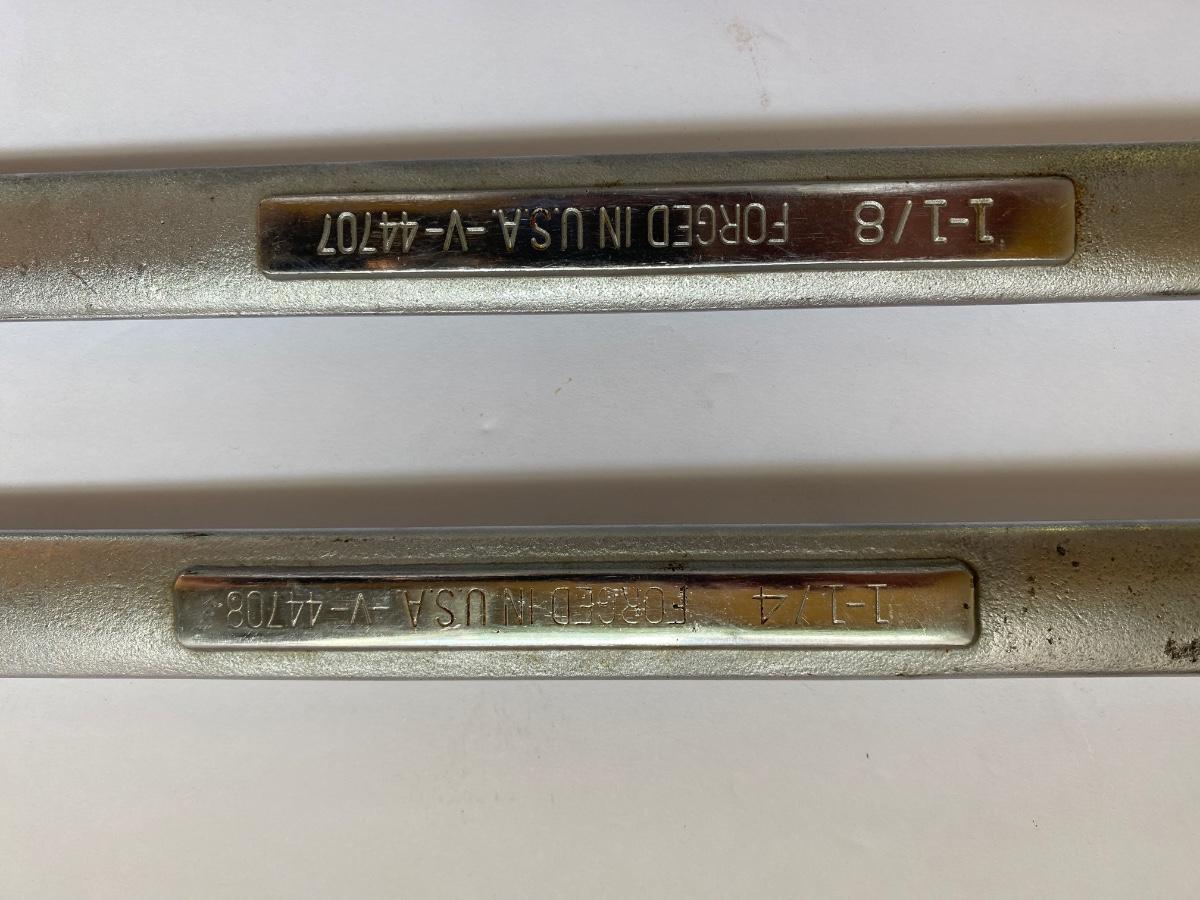 1-1/8 FORGED IN U.S.A. -V-44707
1-1/4 FORGED IN U.S.A. -V-44708